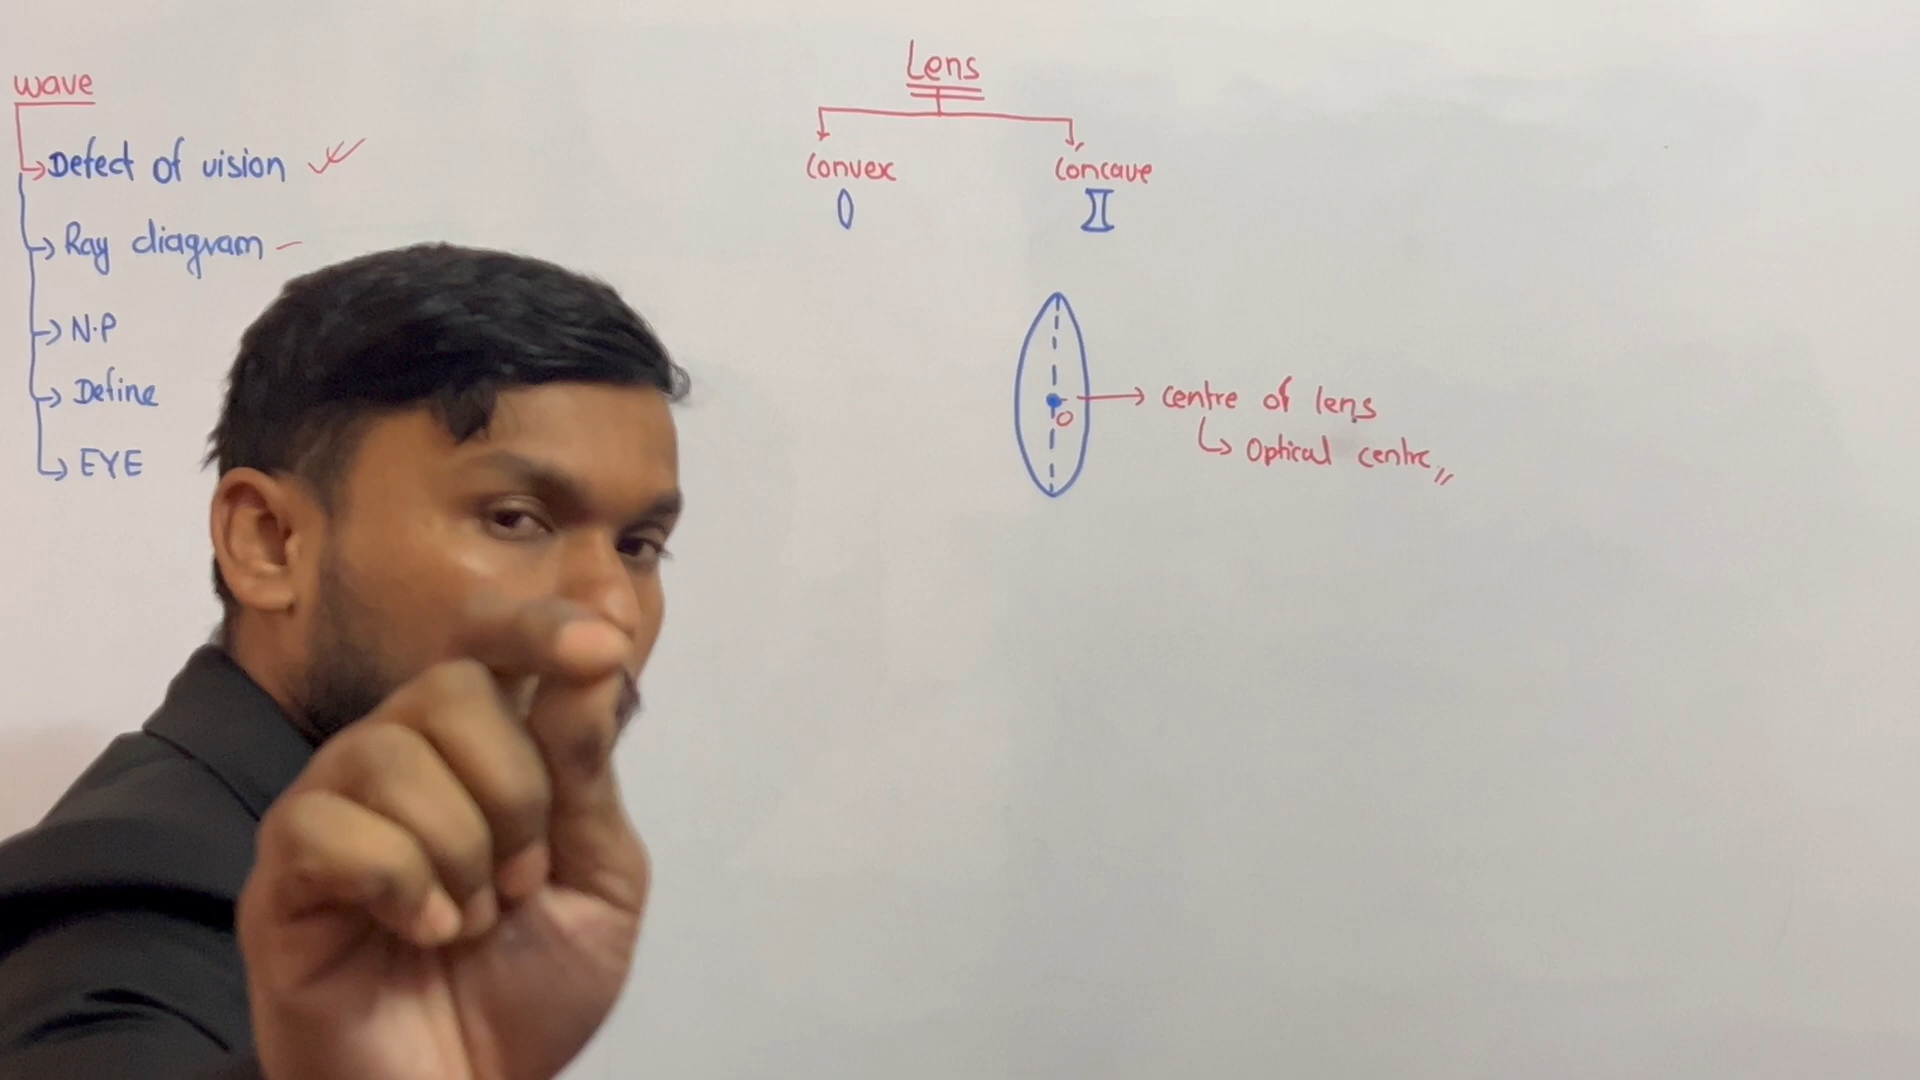 wave
Defect of vision
Ray diagram
N.P
Define
EYE
Lens
Convex
Concave
O
centre of lens
Optical centre